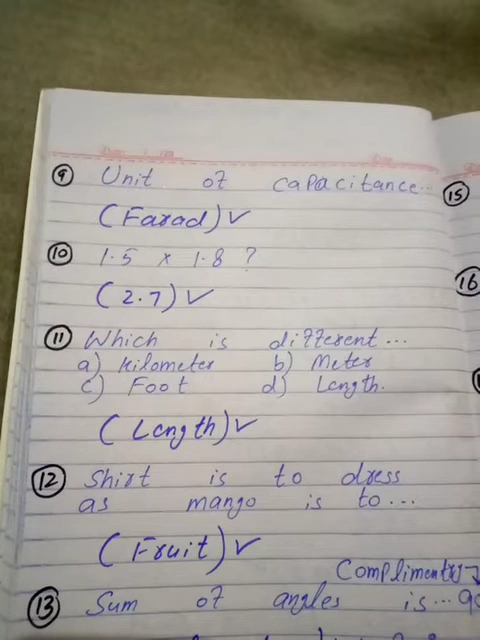 9 Unit of capacitance...
(Farad) ✓
10 1.5 x 1.8 ?
(2.7) ✓
11 Which is different...
a) kilometer b) Meter
c) Foot d) Length.
(Length) ✓
12 Shirt is to dress
as mango is to...
(Fruit) ✓
Complimentry
13 Sum of angles is... 90
15
16